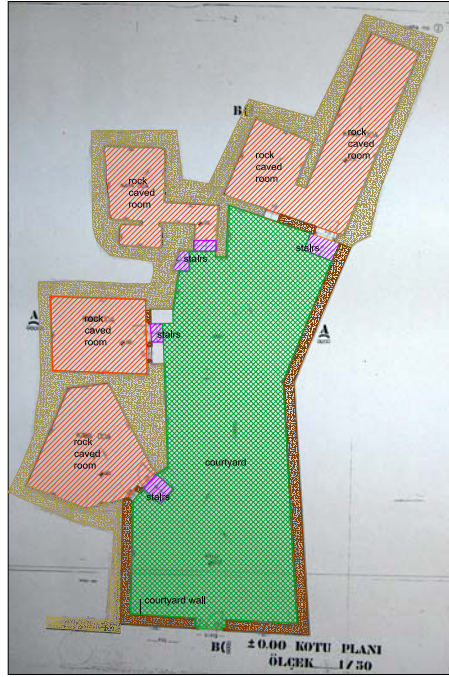 B(
rock
caved
room
rock
caved
room
rock
caved
room
stairs
stairs
A
rock
caved
room
stairs
A
rock
caved
room
courtyard
stairs
courtyard wall
B(
±0.00 KOTU PLANI
ÖLÇEK 1/50